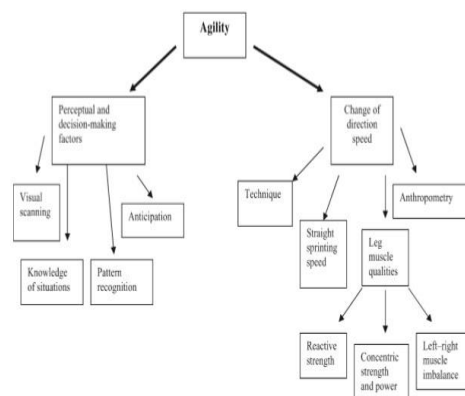 Agility
Perceptual and
decision-making
factors
Change of
direction
speed
Visual
scanning
Anticipation
Knowledge
of situations
Pattern
recognition
Technique
Straight
sprinting
speed
Anthropometry
Leg
muscle
qualities
Reactive
strength
Concentric
strength
and power
Left–right
muscle
imbalance